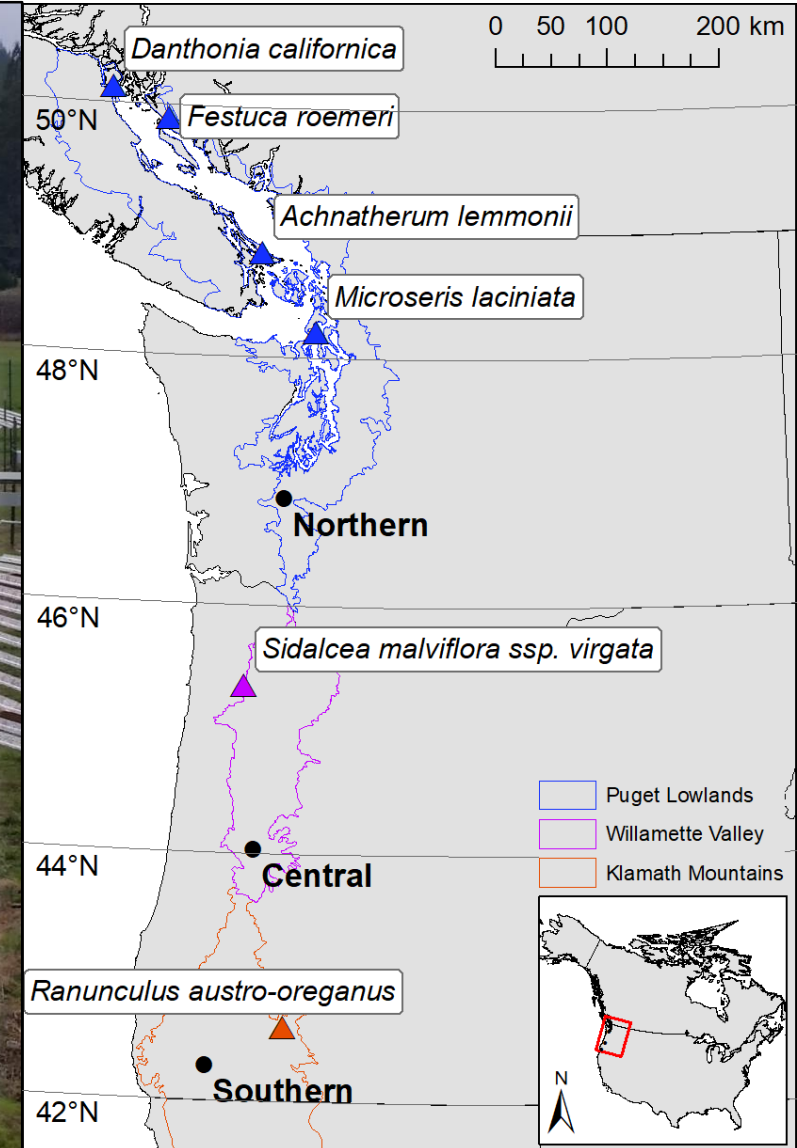 0 50 100 200 km
Danthonia californica
50°N
Festuca roemeri
Achnatherum lemmonii
Microseris laciniata
48°N
Northern
46°N
Sidalcea malviflora ssp. virgata
Puget Lowlands
Willamette Valley
Klamath Mountains
44°N
Central
Ranunculus austro-oreganus
Southern
42°N
N